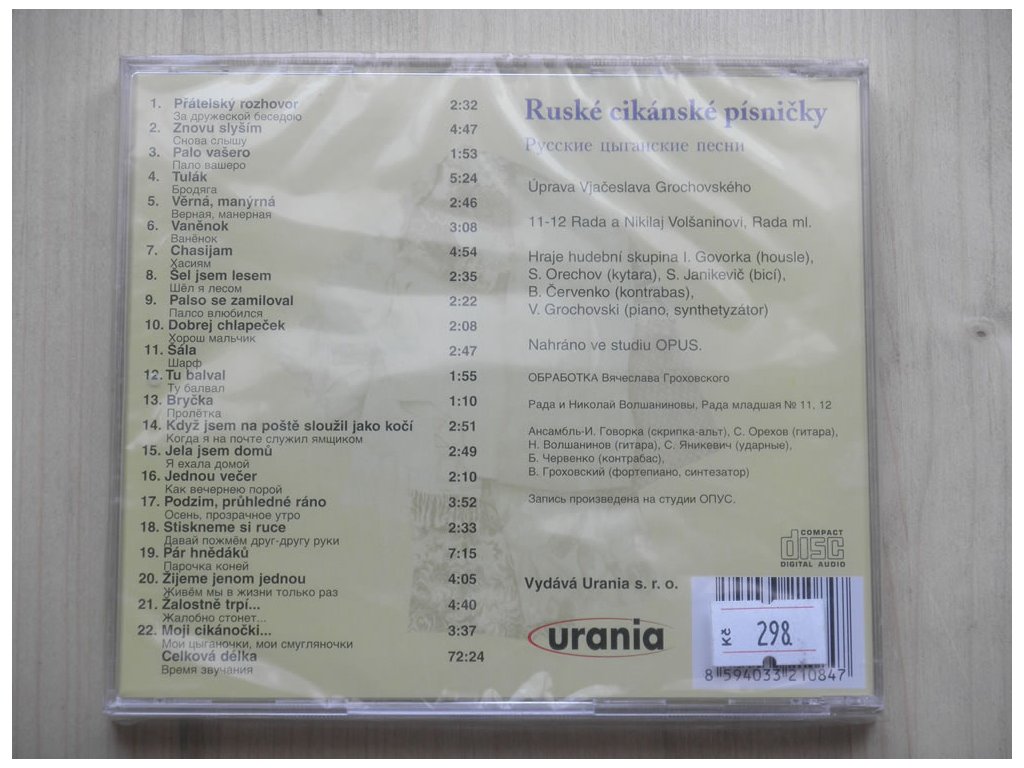 1. Přátelský rozhovor 2:32
За дружеской беседою
2. Znovu slyším 4:47
Снова слышу
3. Palo vašero 1:53
Пало вашеро
4. Tulák 5:24
Бродяга
5. Věrná, manýrná 2:46
Верная, манерная
6. Vaněnok 3:08
Ванёнок
7. Chasijam 4:54
Хасиям
8. Šel jsem lesem 2:35
Шёл я лесом
9. Palso se zamiloval 2:22
Палсо влюбился
10. Dobrej chlapeček 2:08
Хорош мальчик
11. Šála 2:47
Шарф
12. Tu balval 1:55
Ту балвал
13. Bryčka 1:10
Пролётка
14. Když jsem na poště sloužil jako kočí 2:51
Когда я на почте служил ямщиком
15. Jela jsem domů 2:49
Я ехала домой
16. Jednou večer 2:10
Как вечернею порой
17. Podzim, průhledné ráno 3:52
Осень, прозрачное утро
18. Stiskneme si ruce 2:33
Давай пожмём друг-другу руки
19. Pár hnědáků 7:15
Парочка коней
20. Žijeme jenom jednou 4:05
Живём мы в жизни только раз
21. Žalostně trpí... 4:40
Жалобно стонет...
22. Moji cikánočki... 3:37
Мои цыганочки, мои смугляночки
Celková délka 72:24
Время звучания
Ruské cikánské písničky
Русские цыганские песни
Úprava Vjačeslava Grochovského
11-12 Rada a Nikilaj Volšaninovi, Rada ml.
Hraje hudební skupina I. Govorka (housle),
S. Orechov (kytara), S. Janikevič (bicí),
B. Červenko (kontrabas),
V. Grochovski (piano, synthetyzátor)
Nahráno ve studiu OPUS.
ОБРАБОТКА Вячеслава Гроховского
Рада и Николай Волшаниновы, Рада младшая № 11, 12
Ансамбль-И. Говорка (скрипка-альт), С. Орехов (гитара),
Н. Волшанинов (гитара), С. Яникевич (ударные),
Б. Червенко (контрабас),
В. Гроховский (фортепиано, синтезатор)
Запись произведена на студии ОПУС.
COMPACT
disc
DIGITAL AUDIO
Vydává Urania s. r. o.
urania
Kč 298
8 594033 210847